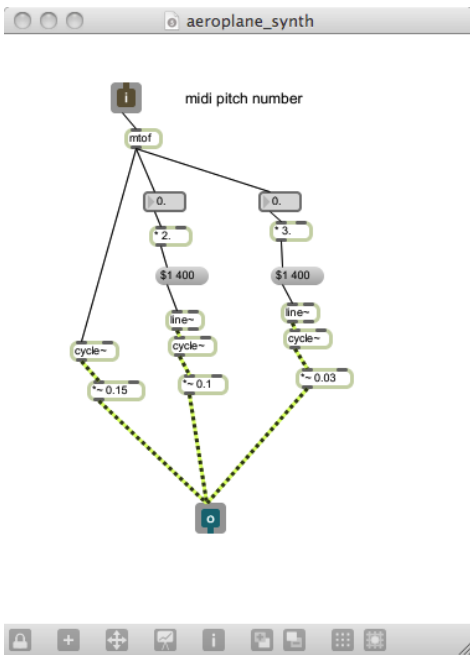 aeroplane_synth
i
midi pitch number
mtof
0.
0.
* 2.
* 3.
$1 400
$1 400
line~
line~
cycle~
cycle~
cycle~
*~ 0.15
*~ 0.1
*~ 0.03
o
i